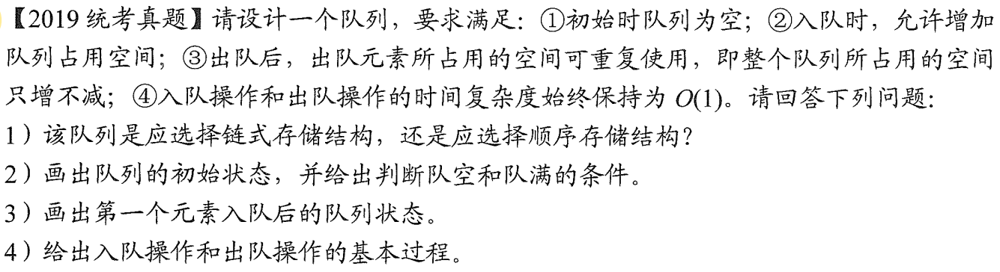 【2019统考真题】请设计一个队列，要求满足：①初始时队列为空；②入队时，允许增加
队列占用空间；③出队后，出队元素所占用的空间可重复使用，即整个队列所占用的空间
只增不减；④入队操作和出队操作的时间复杂度始终保持为 O(1)。请回答下列问题：
1）该队列是应选择链式存储结构，还是应选择顺序存储结构？
2）画出队列的初始状态，并给出判断队空和队满的条件。
3）画出第一个元素入队后的队列状态。
4）给出入队操作和出队操作的基本过程。